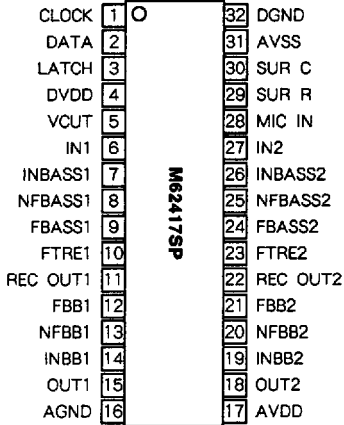 CLOCK 1 32 DGND
DATA 2 31 AVSS
LATCH 3 30 SUR C
DVDD 4 29 SUR R
VCUT 5 28 MIC IN
IN1 6 27 IN2
INBASS1 7 26 INBASS2
NFBASS1 8 25 NFBASS2
FBASS1 9 24 FBASS2
FTRE1 10 23 FTRE2
REC OUT1 11 22 REC OUT2
FBB1 12 21 FBB2
NFBB1 13 20 NFBB2
INBB1 14 19 INBB2
OUT1 15 18 OUT2
AGND 16 17 AVDD
M62417SP